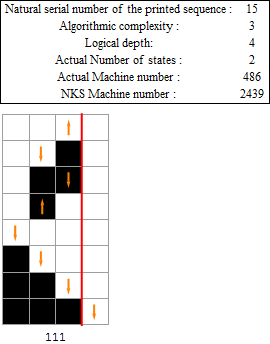 Natural serial number of the printed sequence : 15
Algorithmic complexity : 3
Logical depth: 4
Actual Number of states : 2
Actual Machine number : 486
NKS Machine number : 2439
111